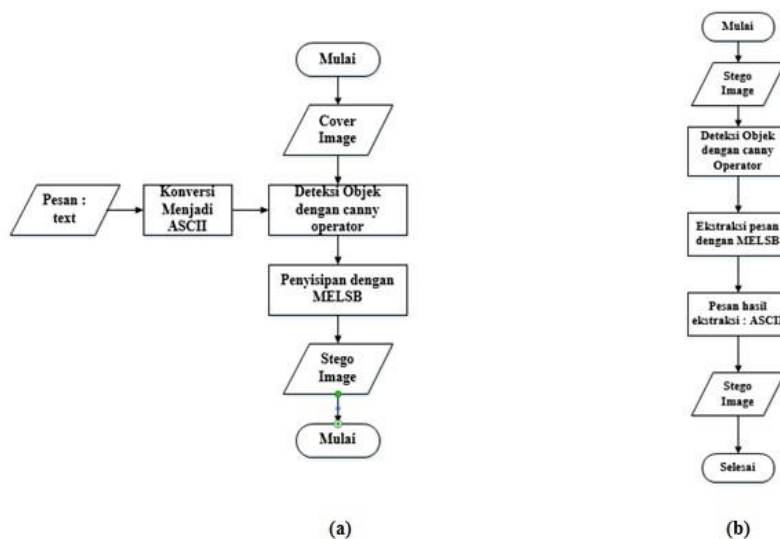 Mulai
Cover
Image
Pesan :
text
Konversi
Menjadi
ASCII
Deteksi Objek
dengan canny
operator
Penyisipan dengan
MELSB
Stego
Image
Mulai
(a)
Mulai
Stego
Image
Deteksi Objek
dengan canny
Operator
Ekstraksi pesan
dengan MELSB
Pesan hasil
ekstraksi : ASCII
Stego
Image
Selesai
(b)